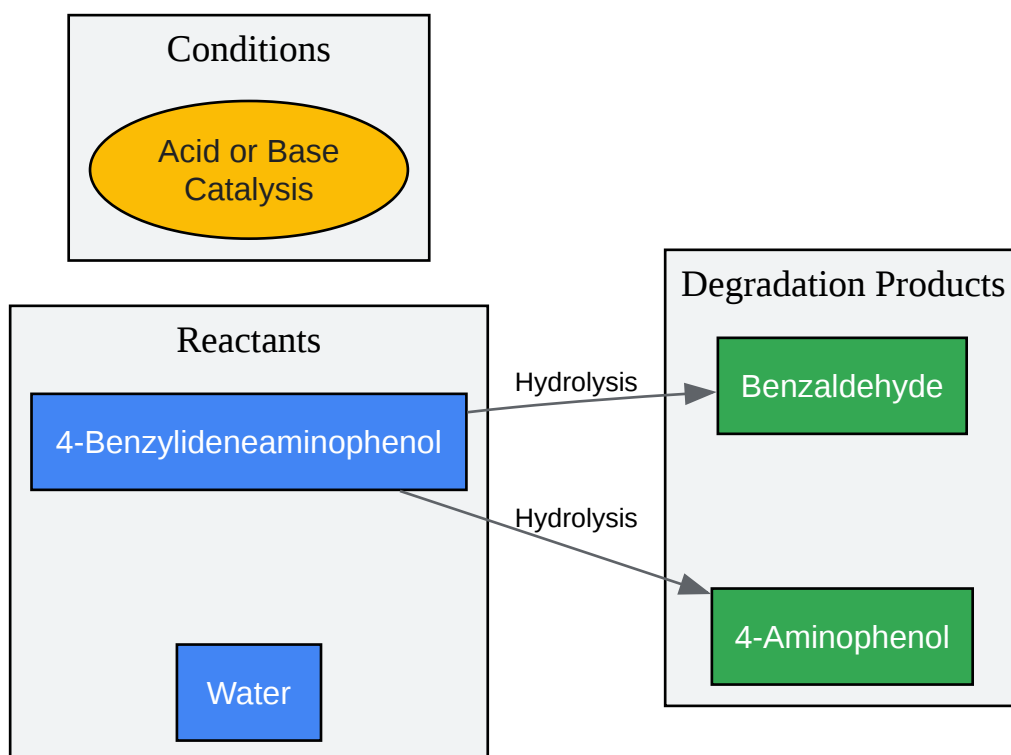 Conditions
Acid or Base
Catalysis
Reactants
4-Benzylideneaminophenol
Water
Hydrolysis
Hydrolysis
Degradation Products
Benzaldehyde
4-Aminophenol